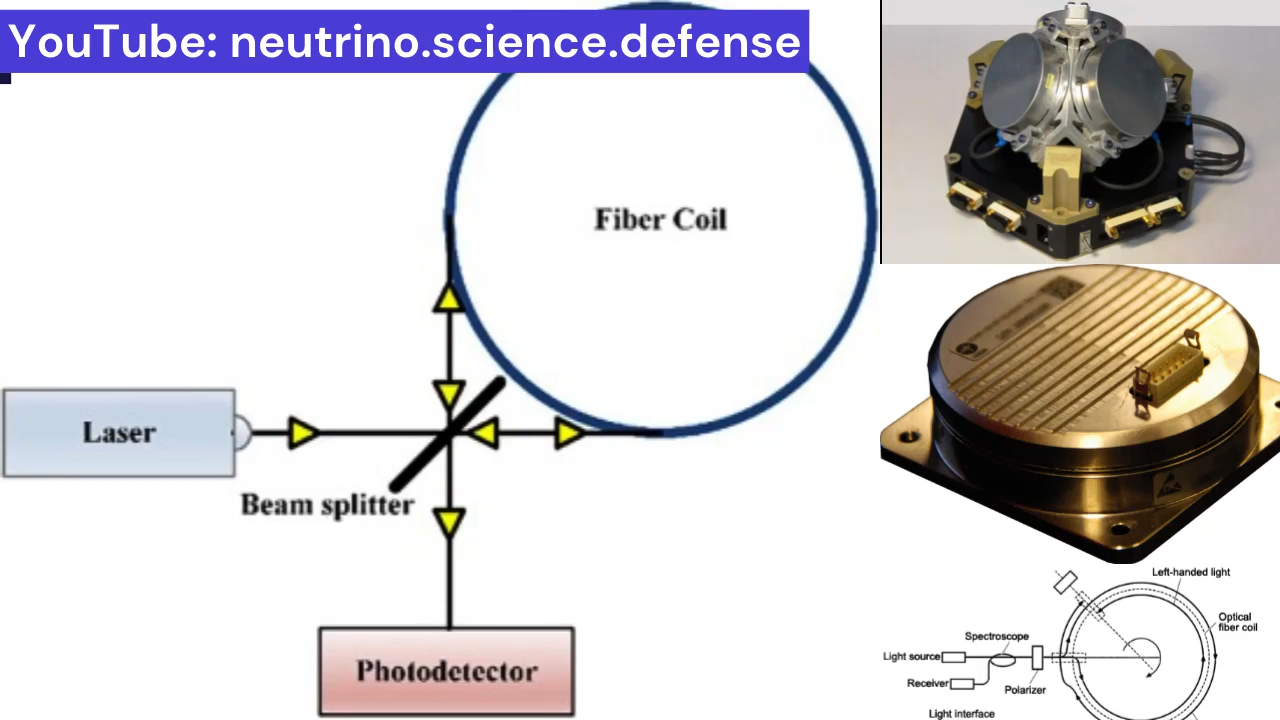 YouTube: neutrino.science.defense
Fiber Coil
Laser
Beam splitter
Photodetector
Left-handed light
Optical
fiber coil
Spectroscope
Light source
Receiver
Polarizer
Light interface